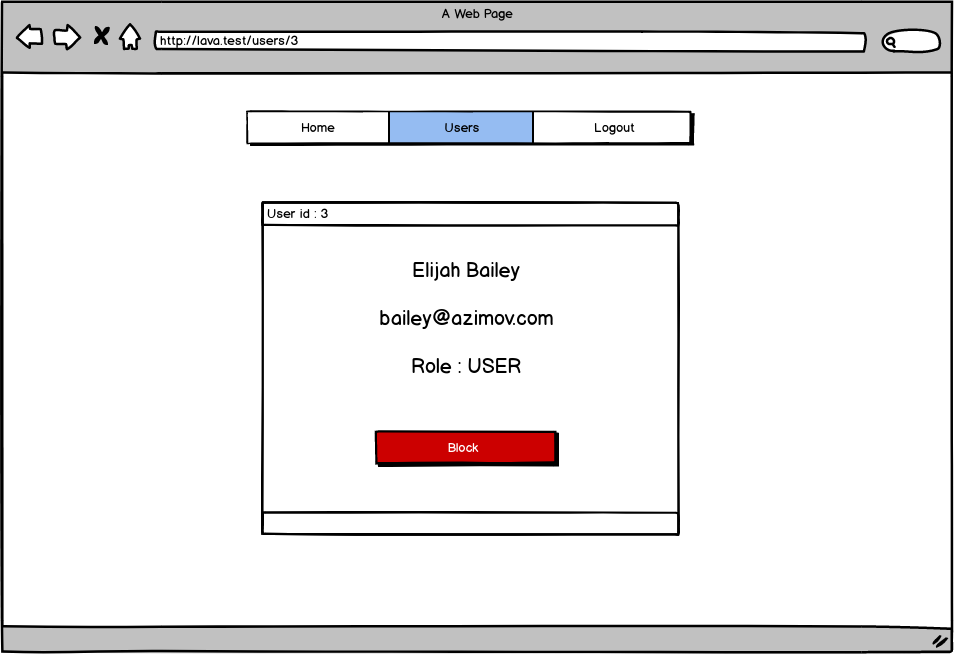 A Web Page
http://lava.test/users/3
Home Users Logout
User id : 3
Elijah Bailey
bailey@azimov.com
Role : USER
Block